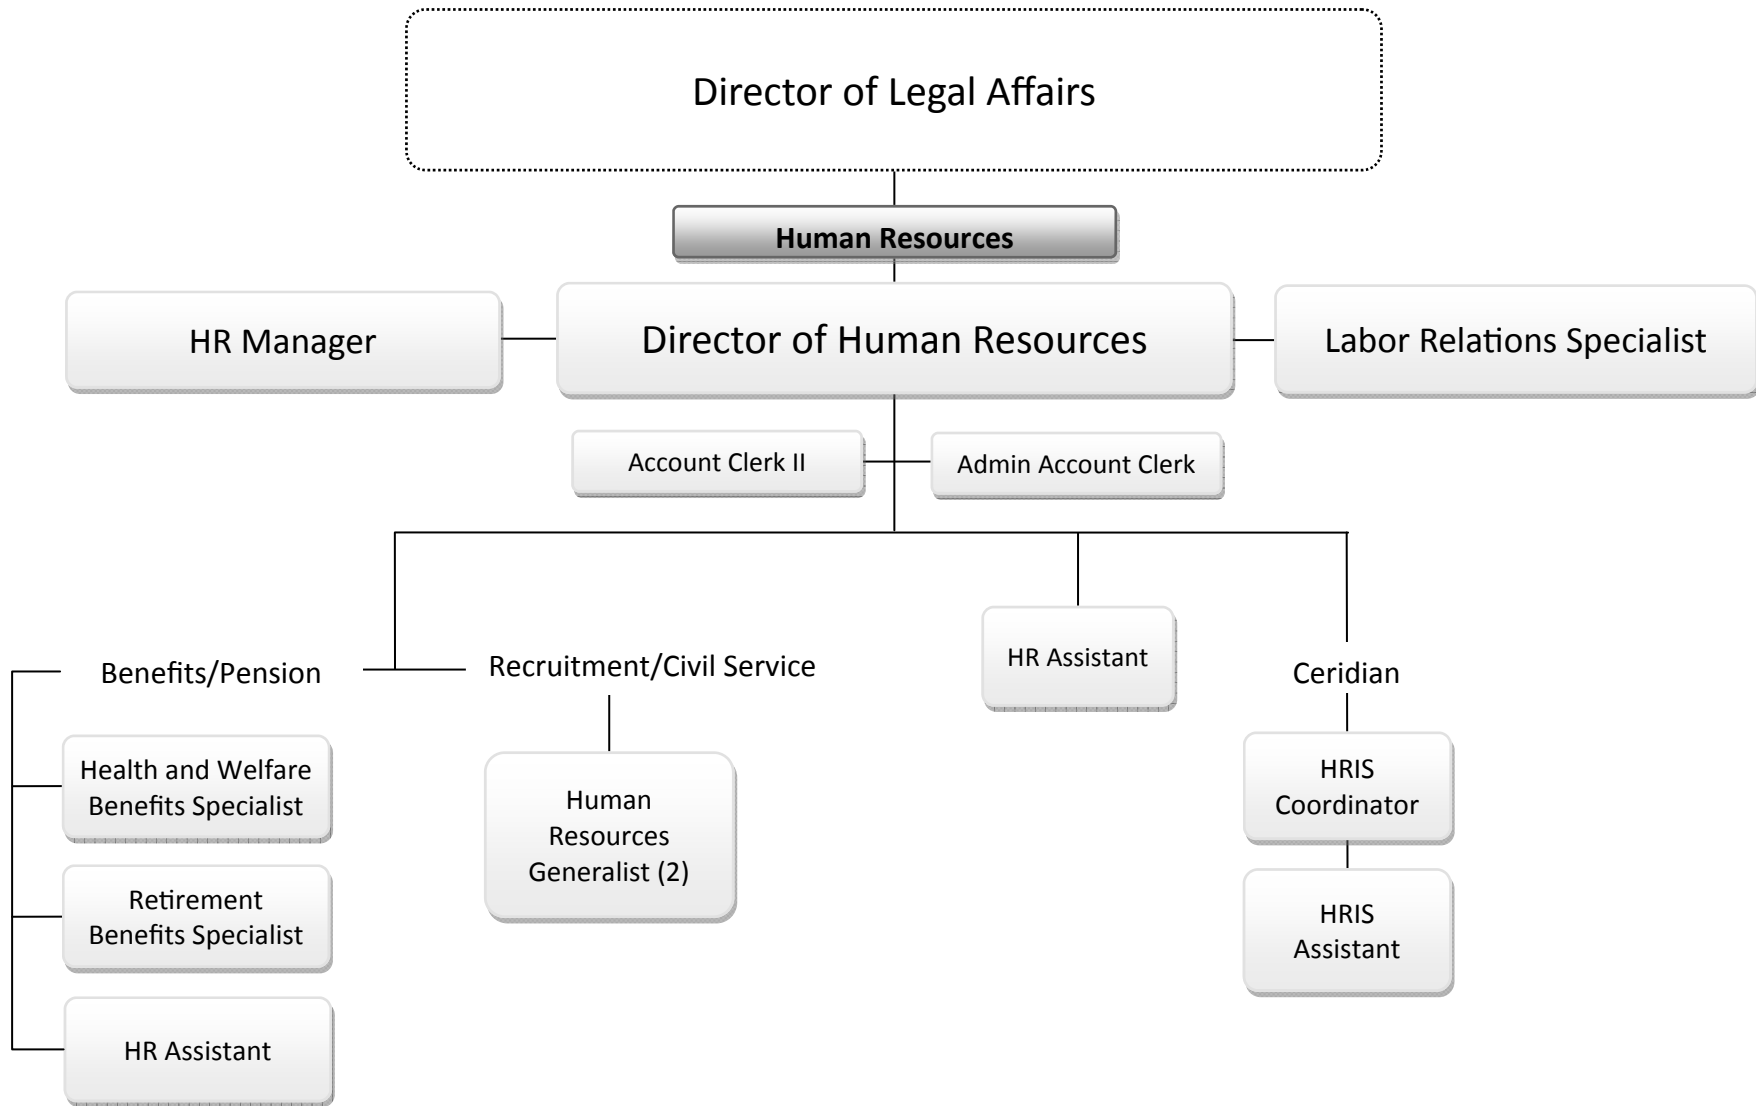 Director of Legal Affairs
Human Resources
HR Manager
Director of Human Resources
Labor Relations Specialist
Account Clerk II
Admin Account Clerk
Benefits/Pension
Recruitment/Civil Service
HR Assistant
Ceridian
Health and Welfare
Benefits Specialist
Human
Resources
Generalist (2)
HRIS
Coordinator
Retirement
Benefits Specialist
HRIS
Assistant
HR Assistant